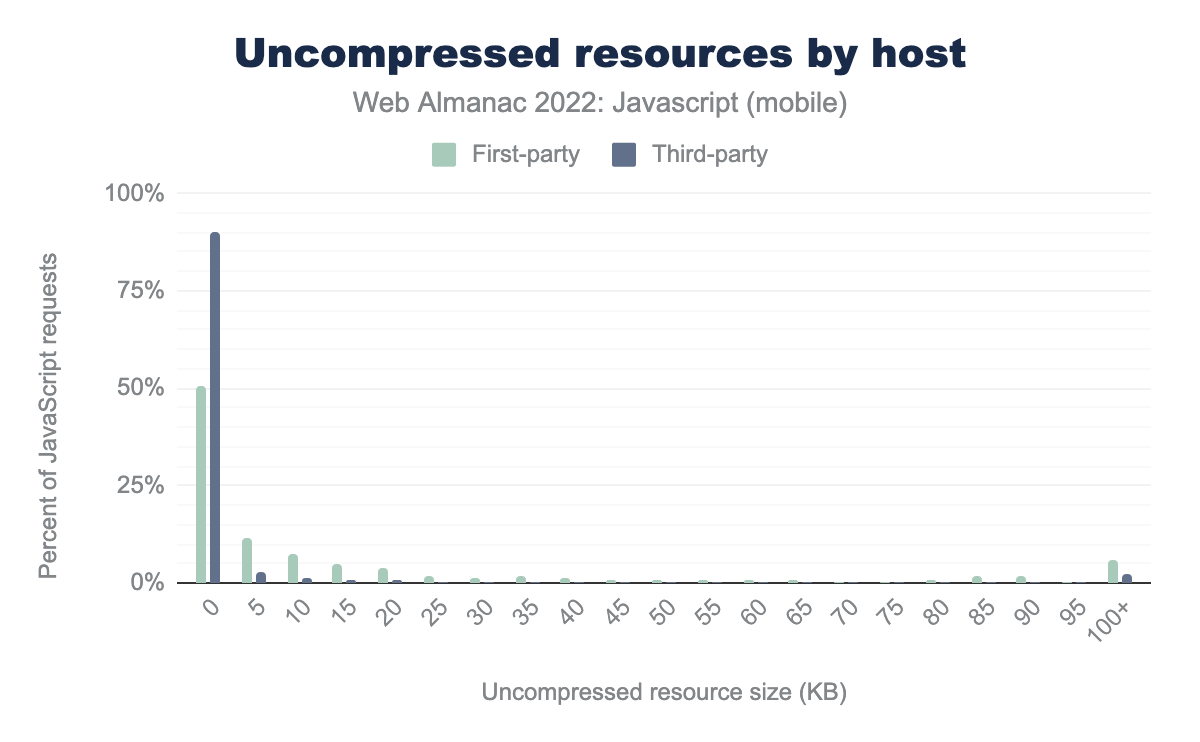 Uncompressed resources by host
Web Almanac 2022: Javascript (mobile)
First-party Third-party
100%
75%
50%
25%
0%
Percent of JavaScript requests
0 5 10 15 20 25 30 35 40 45 50 55 60 65 70 75 80 85 90 95 100+
Uncompressed resource size (KB)